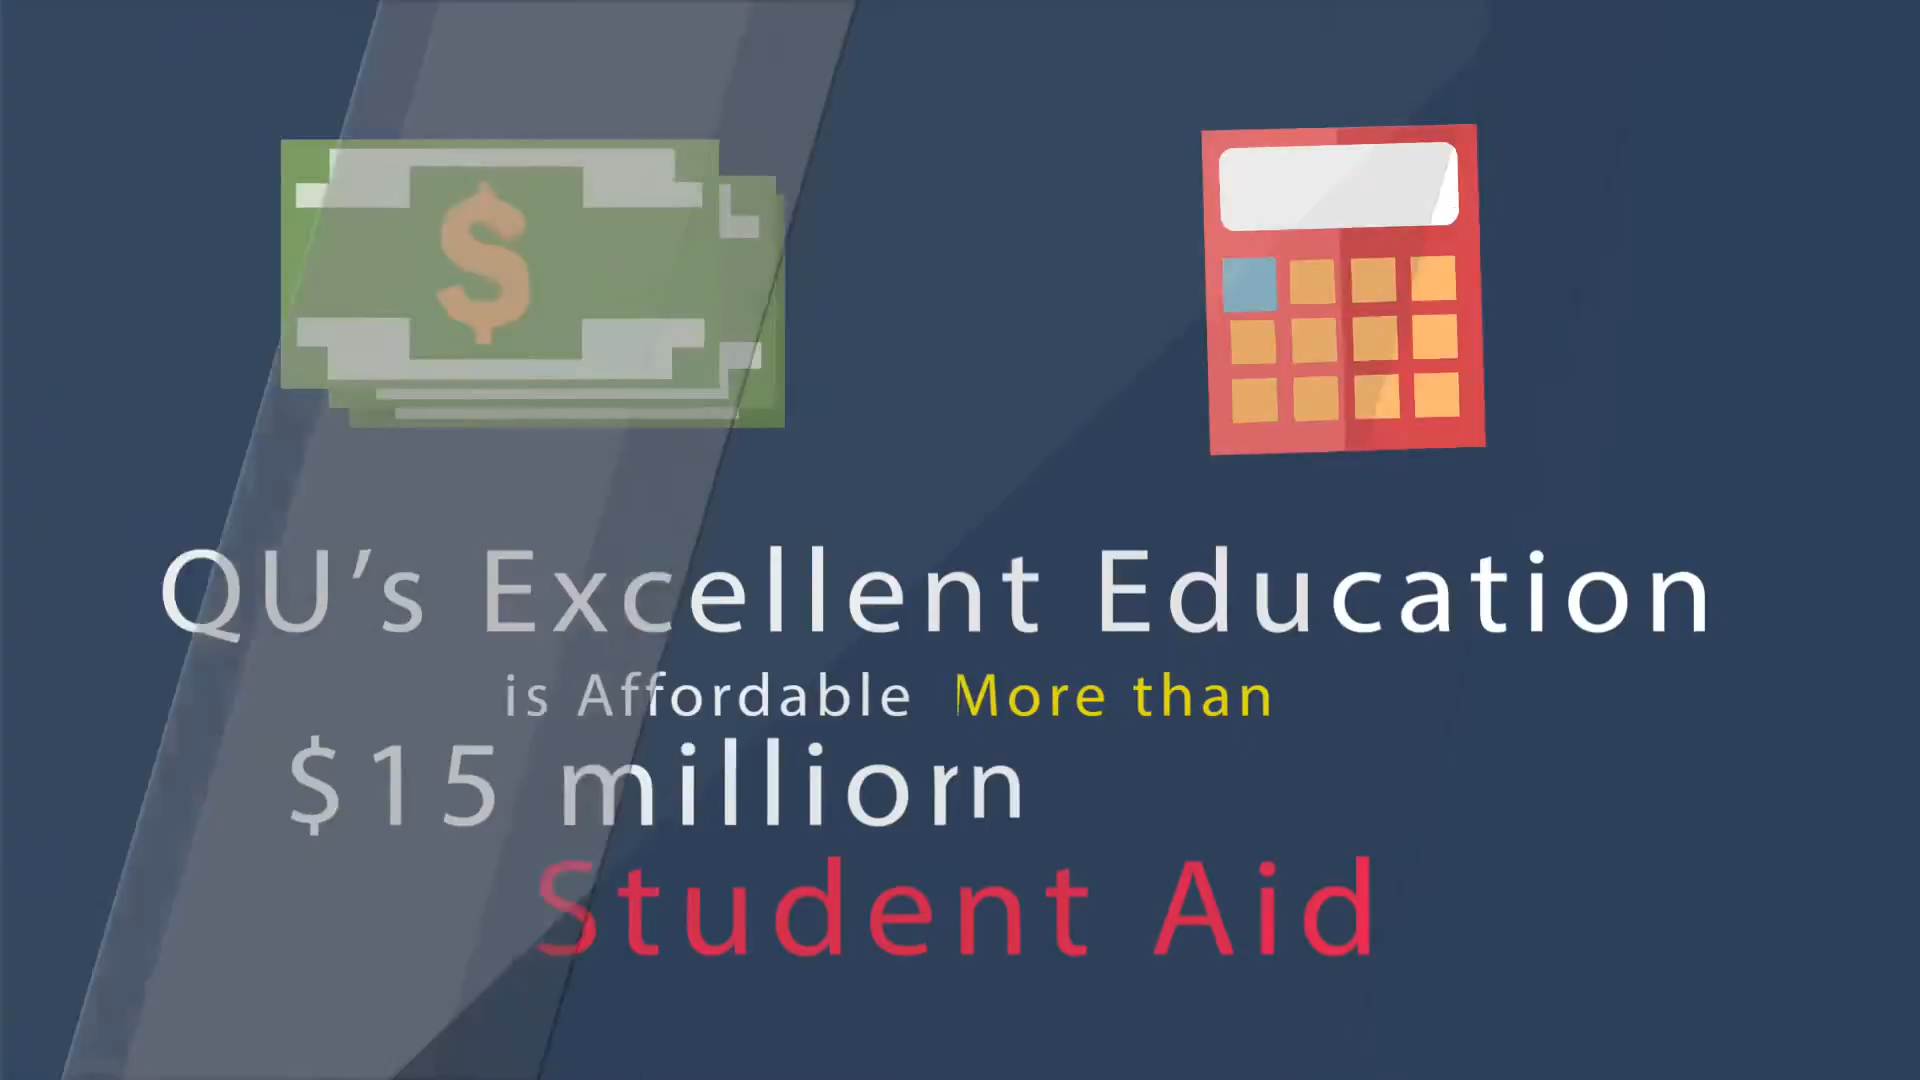 $
QU’s Excellent Education
is Affordable More than
$15 milliorn
Student Aid